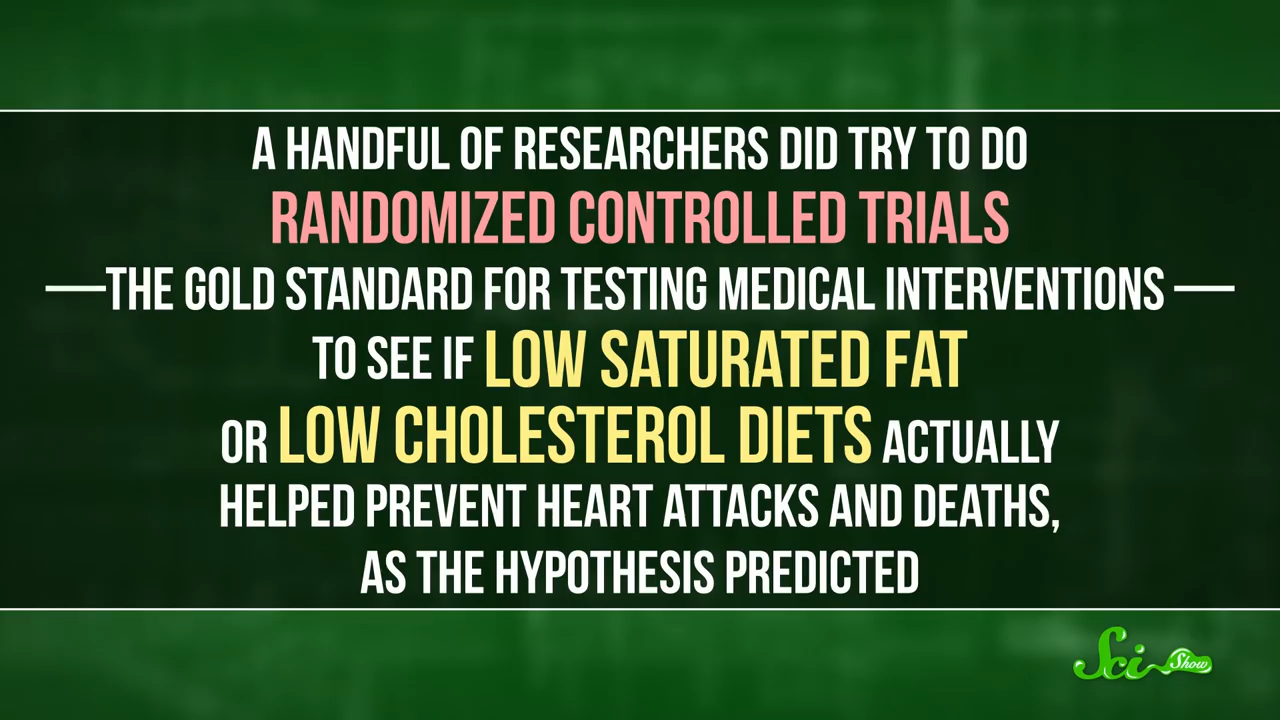 A HANDFUL OF RESEARCHERS DID TRY TO DO
RANDOMIZED CONTROLLED TRIALS
—THE GOLD STANDARD FOR TESTING MEDICAL INTERVENTIONS —
TO SEE IF LOW SATURATED FAT
OR LOW CHOLESTEROL DIETS ACTUALLY
HELPED PREVENT HEART ATTACKS AND DEATHS,
AS THE HYPOTHESIS PREDICTED
Sci Show